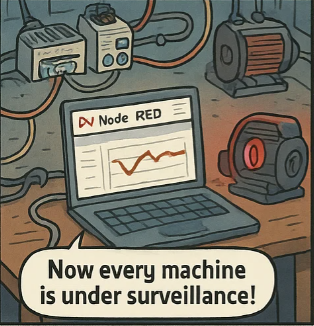 Node RED
Now every machine
is under surveillance!